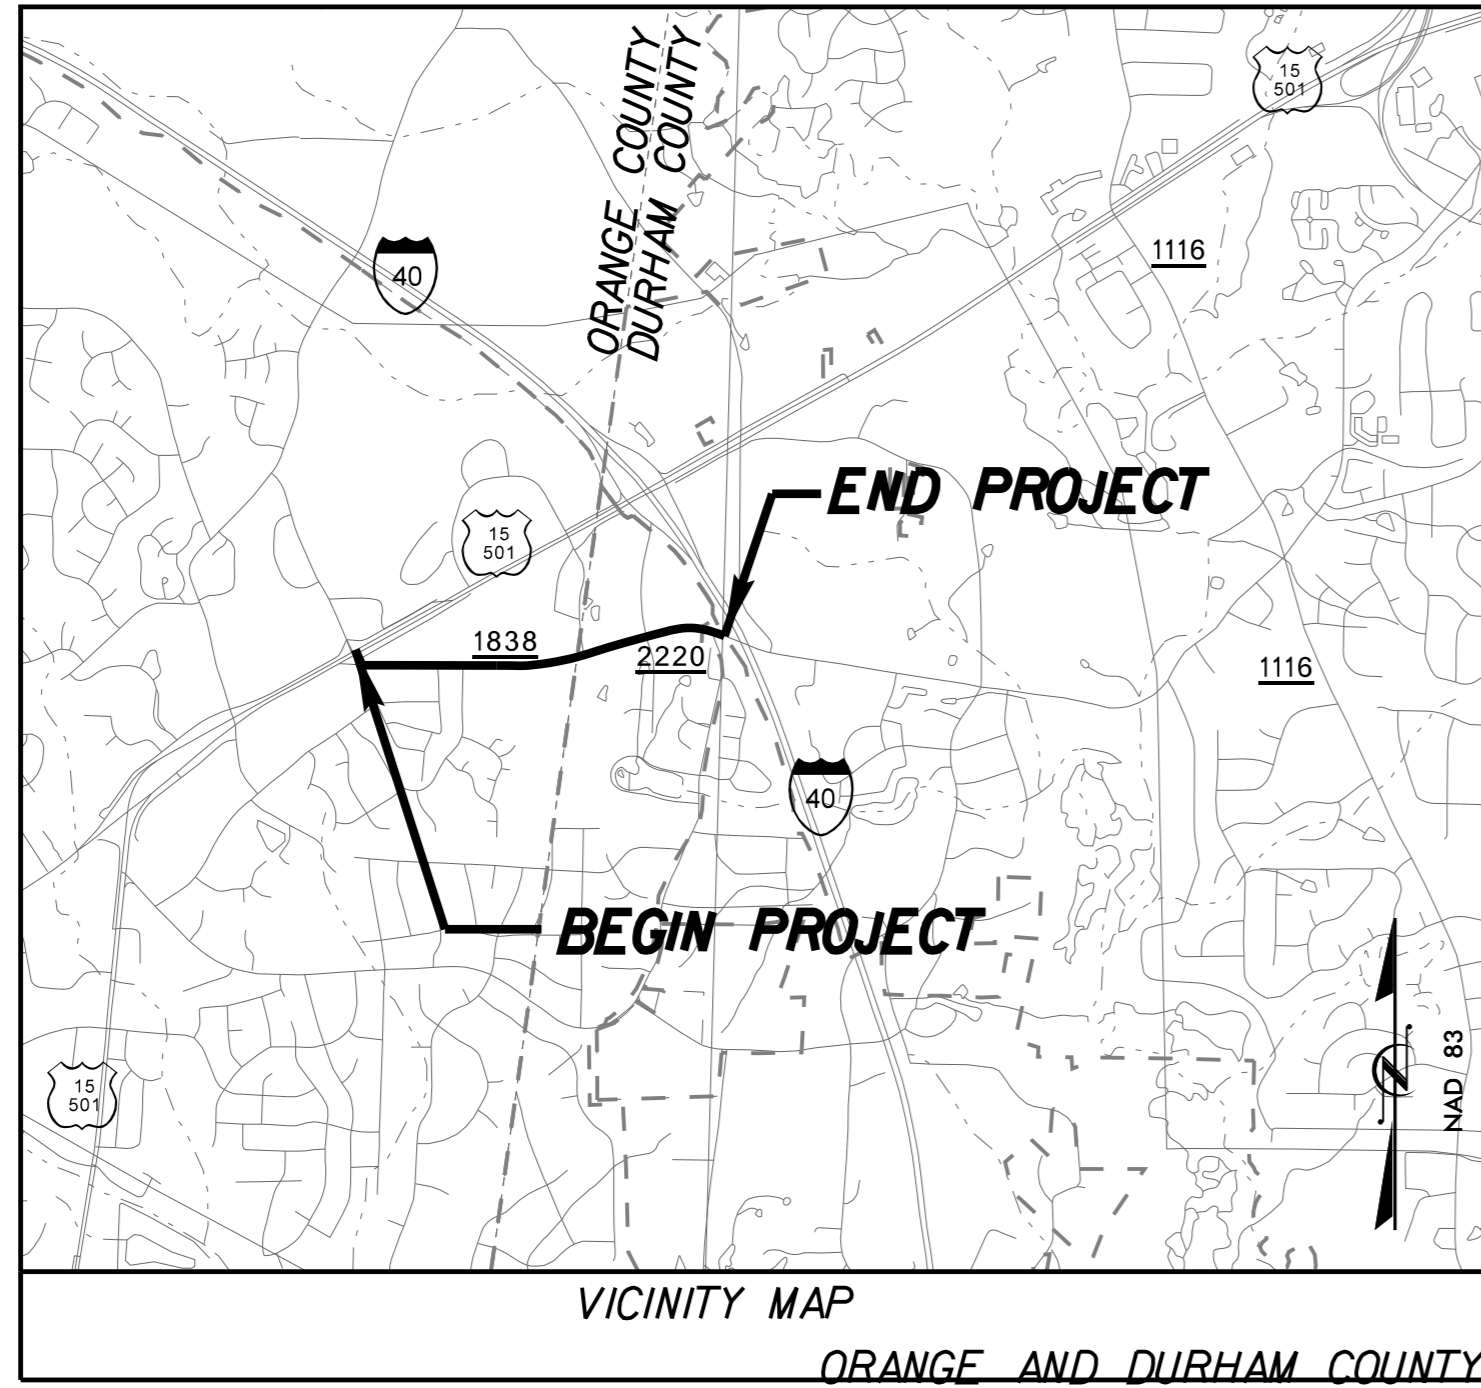 ORANGE COUNTY
DURHAM COUNTY
15
501
1116
40
END PROJECT
15
501
1838
2220
1116
40
BEGIN PROJECT
15
501
N
NAD 83
VICINITY MAP
ORANGE AND DURHAM COUNTY